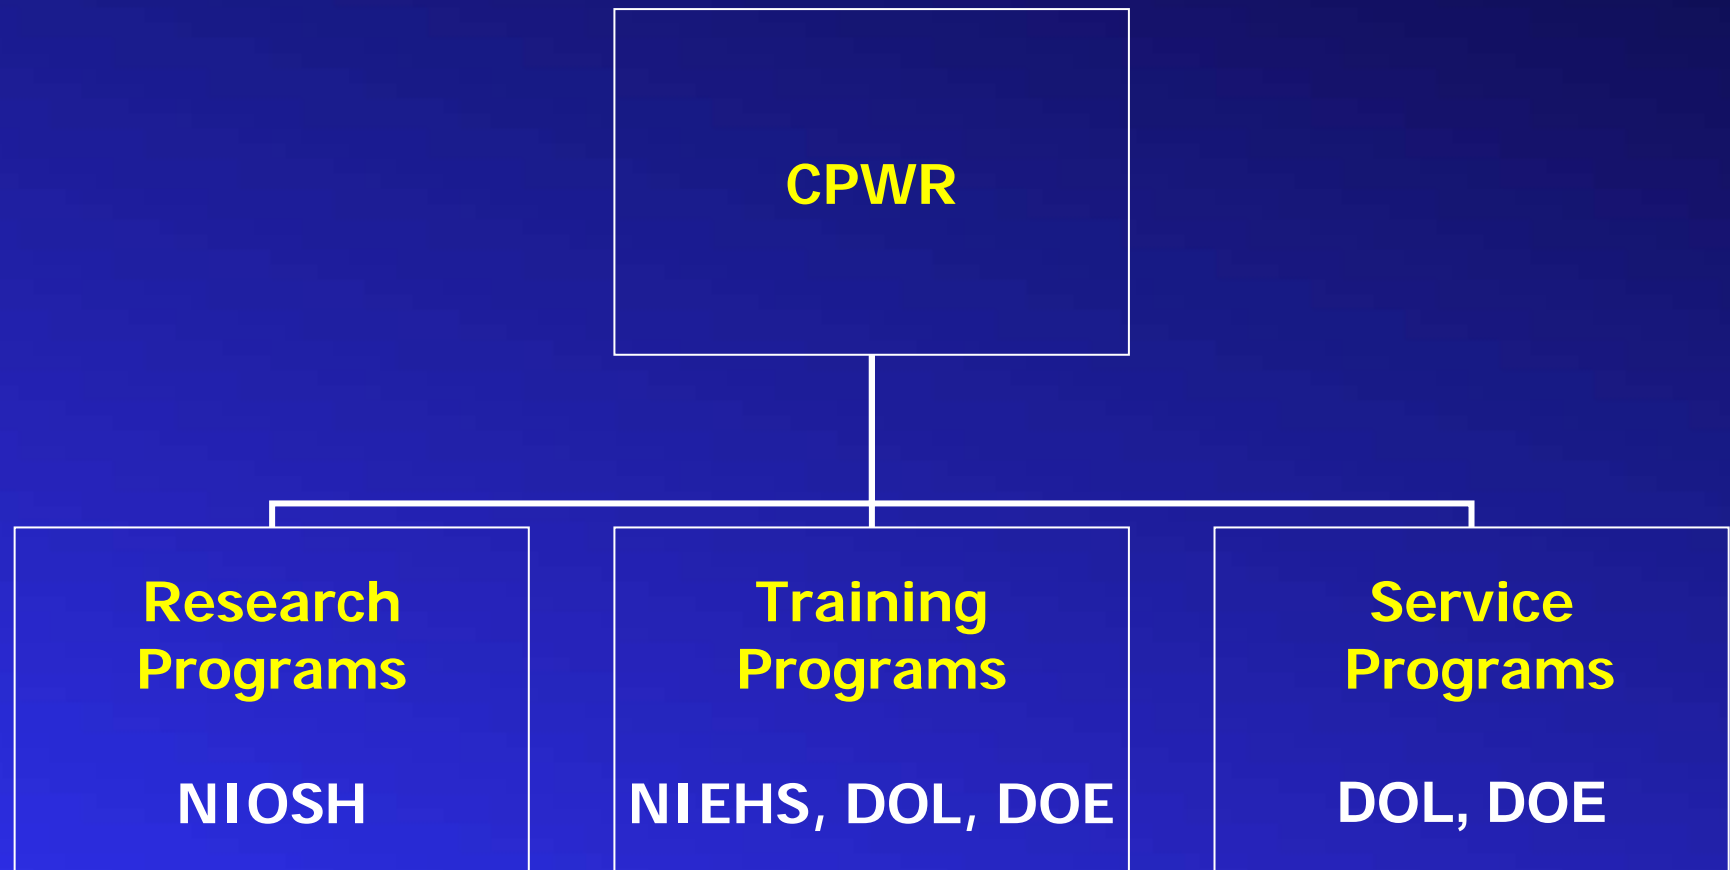 CPWR
Research
Programs
NIOSH
Training
Programs
NIEHS, DOL, DOE
Service
Programs
DOL, DOE